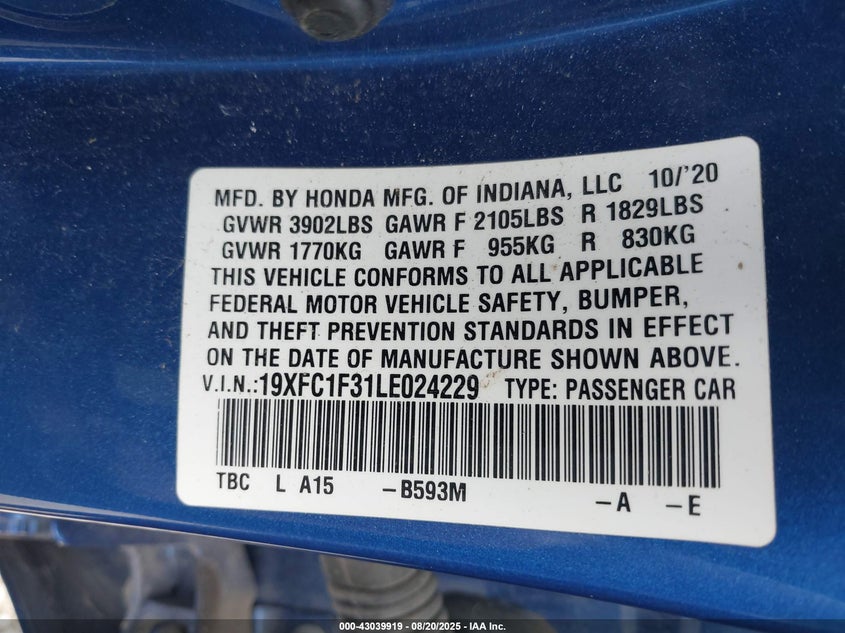 MFD. BY HONDA MFG. OF INDIANA, LLC 10/'20
GVWR 3902LBS GAWR F 2105LBS R 1829LBS
GVWR 1770KG GAWR F 955KG R 830KG
THIS VEHICLE CONFORMS TO ALL APPLICABLE
FEDERAL MOTOR VEHICLE SAFETY, BUMPER,
AND THEFT PREVENTION STANDARDS IN EFFECT
ON THE DATE OF MANUFACTURE SHOWN ABOVE.
V.I.N.:19XFC1F31LE024229 TYPE: PASSENGER CAR
TBC L A15 -B593M -A -E
000-43039919 - 08/20/2025 - IAA Inc.